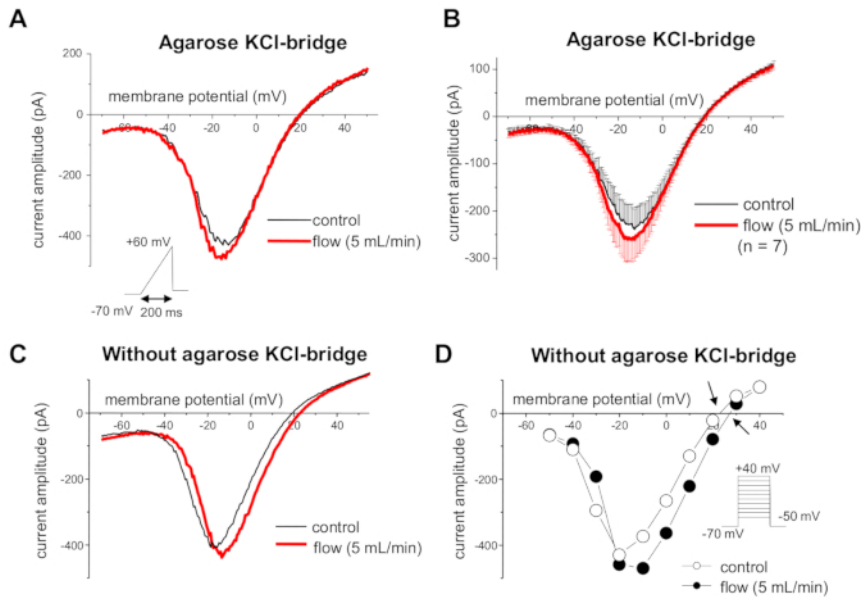 A
Agarose KCl-bridge
200
membrane potential (mV)
0
-60 -40 -20 0 20 40
-200
-400
current amplitude (pA)
control
flow (5 mL/min)
+60 mV
-70 mV
200 ms
B
Agarose KCl-bridge
100
membrane potential (mV)
0
-60 -40 -20 0 20 40
-100
-200
-300
current amplitude (pA)
control
flow (5 mL/min)
(n = 7)
C
Without agarose KCl-bridge
membrane potential (mV)
0
-60 -40 -20 0 20 40
-200
-400
current amplitude (pA)
control
flow (5 mL/min)
D
Without agarose KCl-bridge
membrane potential (mV)
0
-60 -40 -20 0 20 40
-200
-400
current amplitude (pA)
+40 mV
-50 mV
-70 mV
control
flow (5 mL/min)